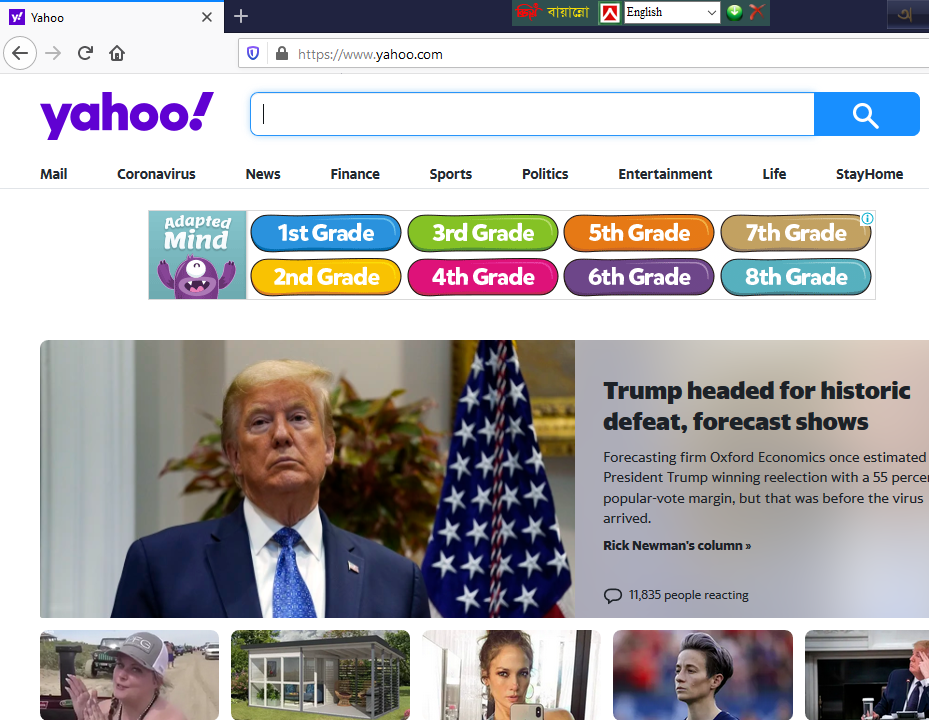 Yahoo
বায়ান্নো
English
অ
https://www.yahoo.com
yahoo!
Mail
Coronavirus
News
Finance
Sports
Politics
Entertainment
Life
StayHome
Adapted
Mind
1st Grade
3rd Grade
5th Grade
7th Grade
2nd Grade
4th Grade
6th Grade
8th Grade
Trump headed for historic
defeat, forecast shows
Forecasting firm Oxford Economics once estimated
President Trump winning reelection with a 55 perce
popular-vote margin, but that was before the virus
arrived.
Rick Newman's column »
11,835 people reacting